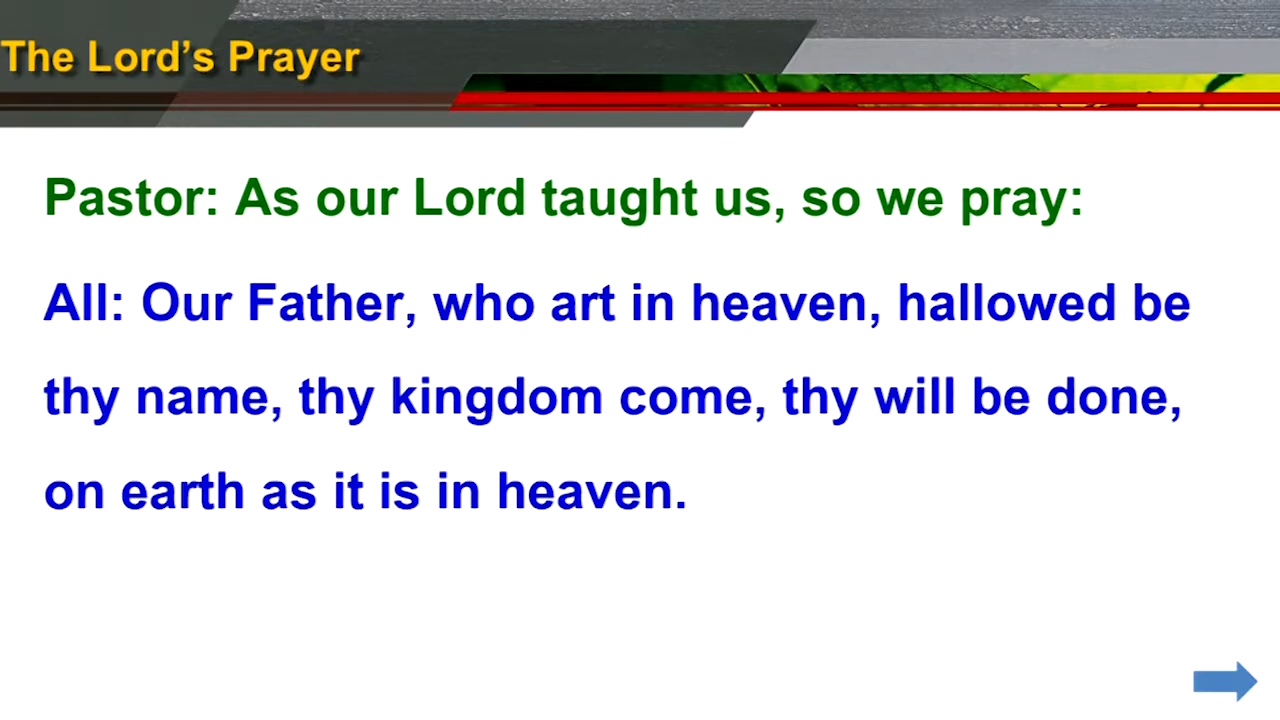 The Lord’s Prayer
Pastor: As our Lord taught us, so we pray:
All: Our Father, who art in heaven, hallowed be
thy name, thy kingdom come, thy will be done,
on earth as it is in heaven.